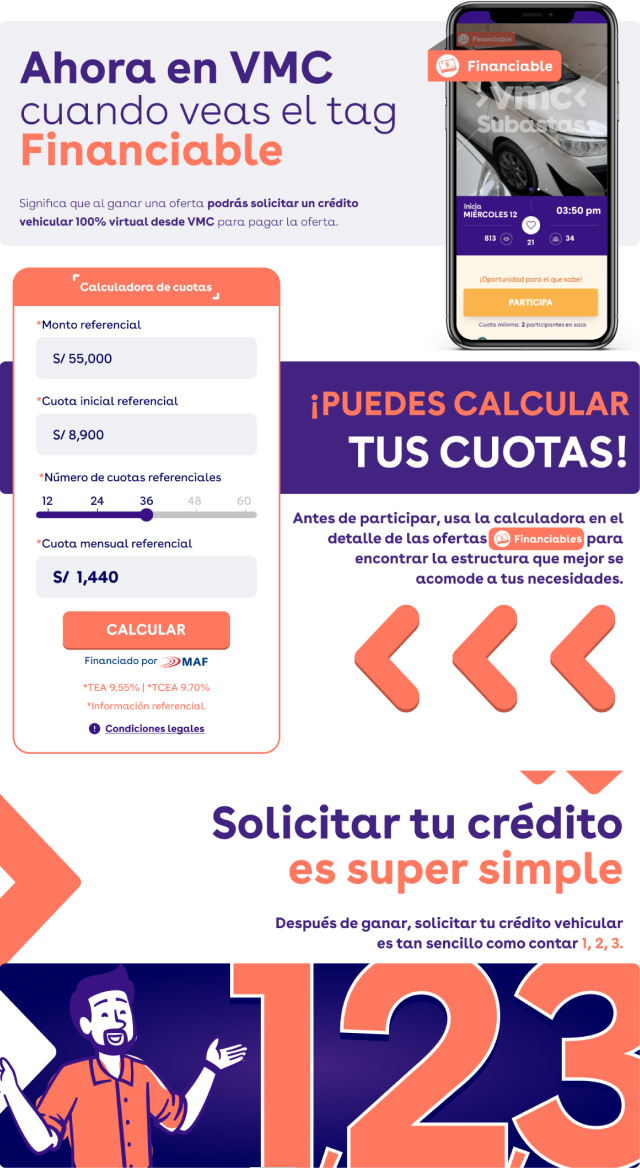 Ahora en VMC
cuando veas el tag
Financiable
Significa que al ganar una oferta podrás solicitar un crédito
vehicular 100% virtual desde VMC para pagar la oferta.
Financiable
Financiable
vmc
Subastas
Inicia
MIÉRCOLES 12
03:50 pm
813
21
34
¡Oportunidad para el que sabe!
PARTICIPA
Cuota mínima: 2 participantes en sala
Calculadora de cuotas
*Monto referencial
S/ 55,000
*Cuota inicial referencial
S/ 8,900
*Número de cuotas referenciales
12 24 36 48 60
*Cuota mensual referencial
S/ 1,440
CALCULAR
Financiado por MAF
*TEA 9.55% | *TCEA 9.70%
*Información referencial.
Condiciones legales
¡PUEDES CALCULAR
TUS CUOTAS!
Antes de participar, usa la calculadora en el
detalle de las ofertas Financiables para
encontrar la estructura que mejor se
acomode a tus necesidades.
Solicitar tu crédito
es super simple
Después de ganar, solicitar tu crédito vehicular
es tan sencillo como contar 1, 2, 3.
1,2,3